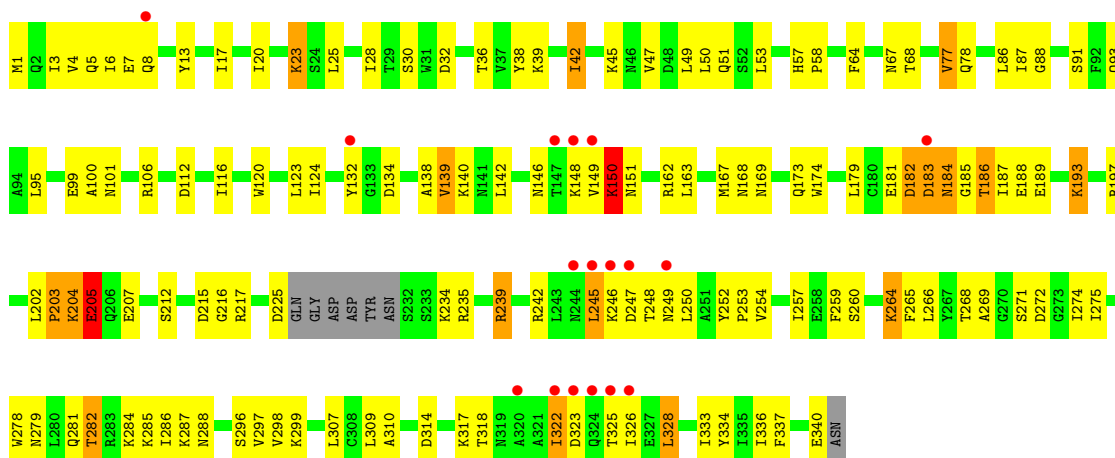 M1 Q2 I3 V4 Q5 I6 E7 Q8 Y13 I17 I20 K23 S24 L25 I28 T29 S30 W31 D32 T36 V37 Y38 K39 I42 K45 N46 V47 D48 L49 L50 Q51 S52 L53 H57 P58 F64 N67 T68 V77 Q78 L86 I87 G88 S91 F92
A94 L95 E99 A100 N101 R106 D112 I116 W120 L123 I124 Y132 G133 D134 A138 V139 K140 N141 L142 N146 T147 K148 V149 K150 N151 R162 L163 M167 N168 N169 Q173 W174 L179 C180 E181 D182 D183 N184 G185 T186 I187 E188 E189 K193
L202 P203 K204 E205 Q206 E207 S212 D215 G216 R217 D225 GLN GLY ASP ASP TYR ASN S232 S233 K234 R235 R239 R242 L243 N244 L245 K246 D247 T248 N249 L250 A251 Y252 P253 V254 I257 E258 F259 S260 K264 F265 L266 Y267 T268 A269 G270 S271 D272 G273 I274 I275
W278 N279 L280 Q281 T282 R283 K284 K285 I286 K287 N288 S296 V297 V298 K299 L307 C308 L309 A310 D314 K317 T318 N319 A320 A321 I322 D323 Q324 T325 I326 E327 L328 I333 Y334 I335 I336 F337 E340 ASN